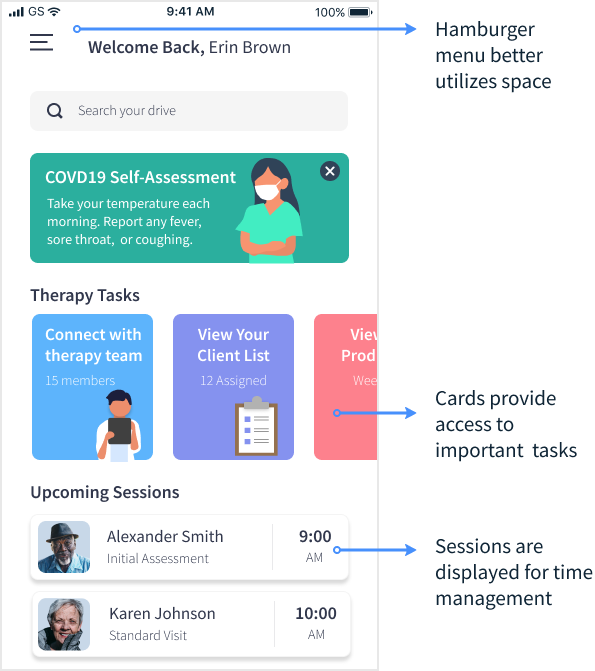 GS 9:41 AM 100%
Welcome Back, Erin Brown
Hamburger
menu better
utilizes space
Search your drive
COVD19 Self-Assessment
Take your temperature each
morning. Report any fever,
sore throat,  or coughing.
Therapy Tasks
Connect with
therapy team
15 members
View Your
Client List
12 Assigned
View
Prod
Wee
Cards provide
access to
important  tasks
Upcoming Sessions
Alexander Smith
Initial Assessment
9:00
AM
Sessions are
displayed for time
management
Karen Johnson
Standard Visit
10:00
AM